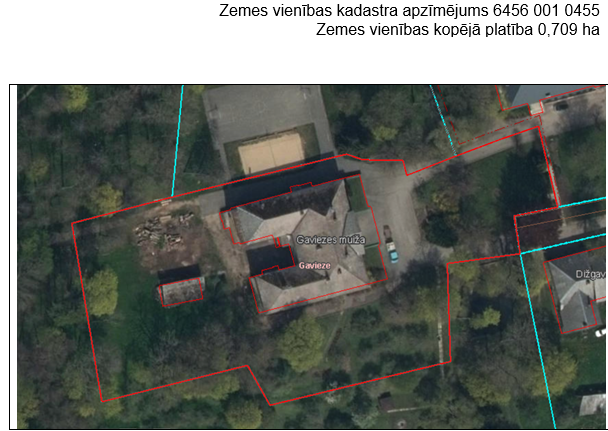 Zemes vienības kadastra apzīmējums 6456 001 0455
Zemes vienības kopējā platība 0,709 ha
Gaviezes muiža
Gavieze
Dižgav